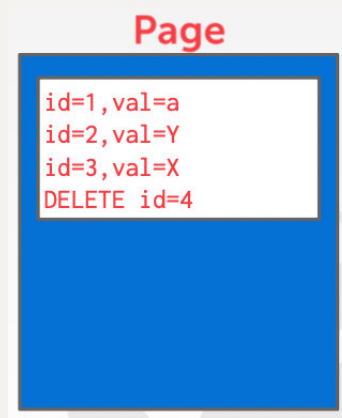 Page
id=1,val=a
id=2,val=Y
id=3,val=X
DELETE id=4